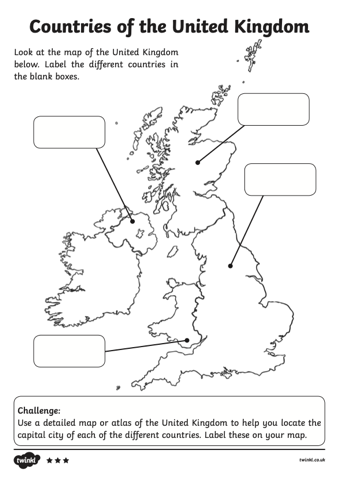 Countries of the United Kingdom
Look at the map of the United Kingdom
below. Label the different countries in
the blank boxes.
Challenge:
Use a detailed map or atlas of the United Kingdom to help you locate the
capital city of each of the different countries. Label these on your map.
twinkl
twinkl.co.uk